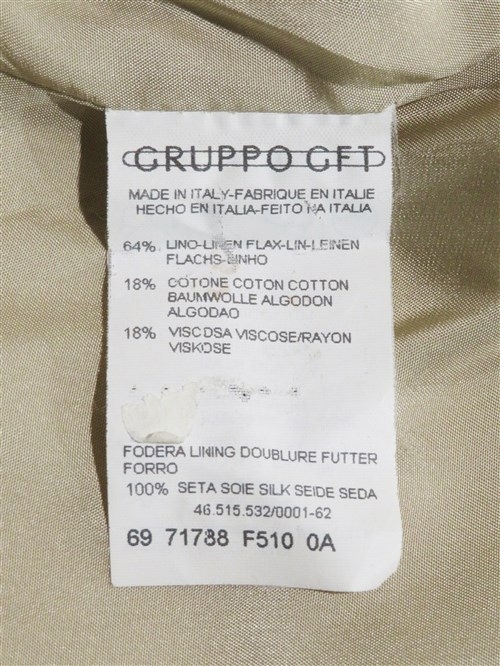 GRUPPO GFT
MADE IN ITALY-FABRIQUE EN ITALIE
HECHO EN ITALIA-FEITO NA ITALIA
64% LINO-LINEN FLAX-LIN-LEINEN
FLACHS-LINHO
18% COTONE COTON COTTON
BAUMWOLLE ALGODON
ALGODAO
18% VISCOSA VISCOSE/RAYON
VISKOSE
FODERA LINING DOUBLURE FUTTER
FORRO
100% SETA SOIE SILK SEIDE SEDA
46.515.532/0001-62
69 71788 F510 0A